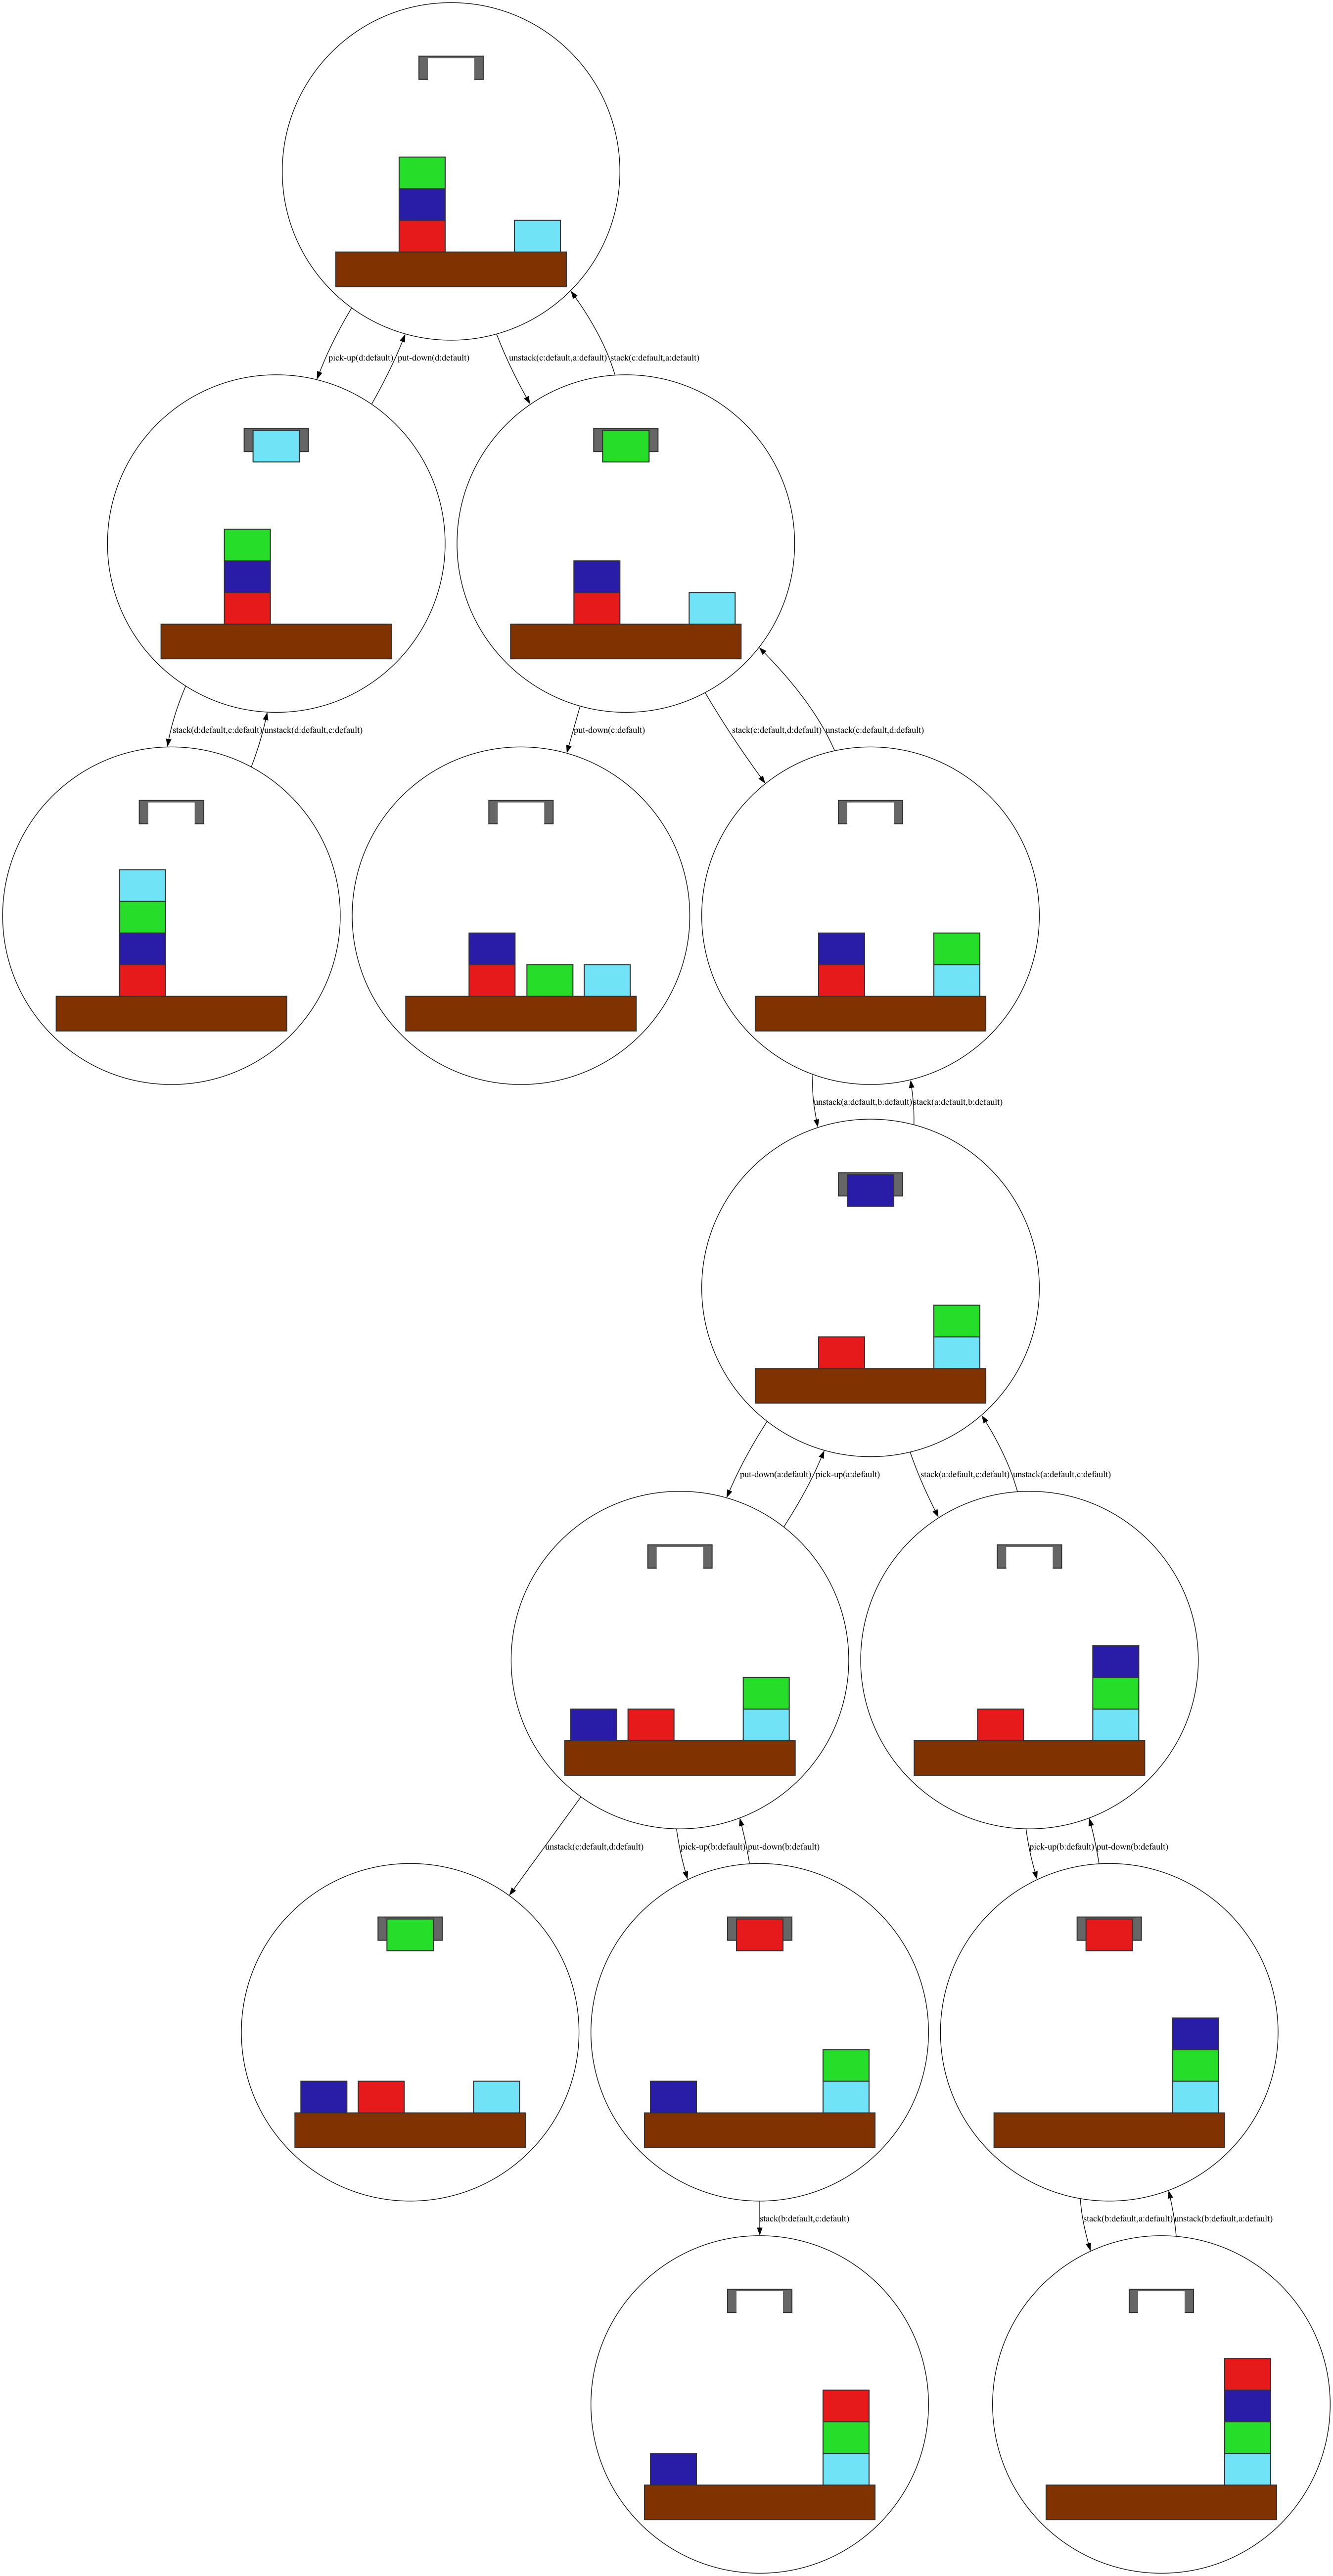 pick-up(d:default)
put-down(d:default)
unstack(c:default,a:default)
stack(c:default,a:default)
stack(d:default,c:default)
unstack(d:default,c:default)
put-down(c:default)
stack(c:default,d:default)
unstack(c:default,d:default)
unstack(a:default,b:default)
stack(a:default,b:default)
put-down(a:default)
pick-up(a:default)
stack(a:default,c:default)
unstack(a:default,c:default)
unstack(c:default,d:default)
pick-up(b:default)
put-down(b:default)
pick-up(b:default)
put-down(b:default)
stack(b:default,c:default)
stack(b:default,a:default)
unstack(b:default,a:default)